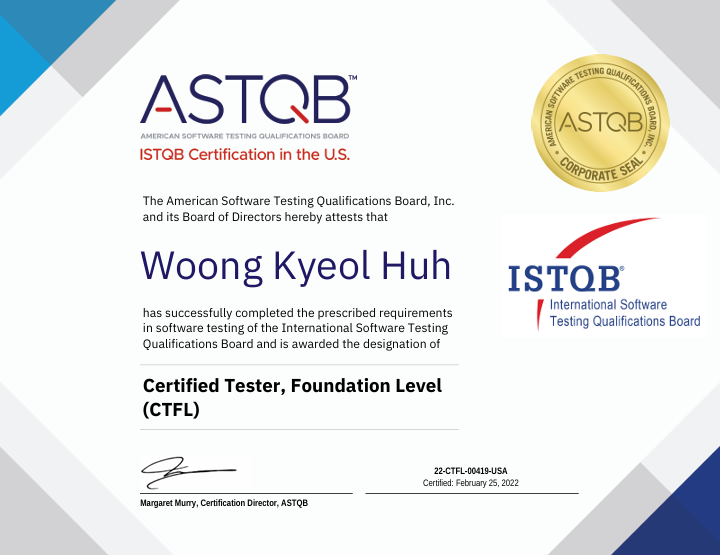 ASTQB™
AMERICAN SOFTWARE TESTING QUALIFICATIONS BOARD
ISTQB Certification in the U.S.
AMERICAN SOFTWARE TESTING QUALIFICATIONS BOARD, INC.
ASTQB
• CORPORATE SEAL •
The American Software Testing Qualifications Board, Inc.
and its Board of Directors hereby attests that
Woong Kyeol Huh
ISTQB®
International Software
Testing Qualifications Board
has successfully completed the prescribed requirements
in software testing of the International Software Testing
Qualifications Board and is awarded the designation of
Certified Tester, Foundation Level
(CTFL)
22-CTFL-00419-USA
Certified: February 25, 2022
Margaret Murry, Certification Director, ASTQB